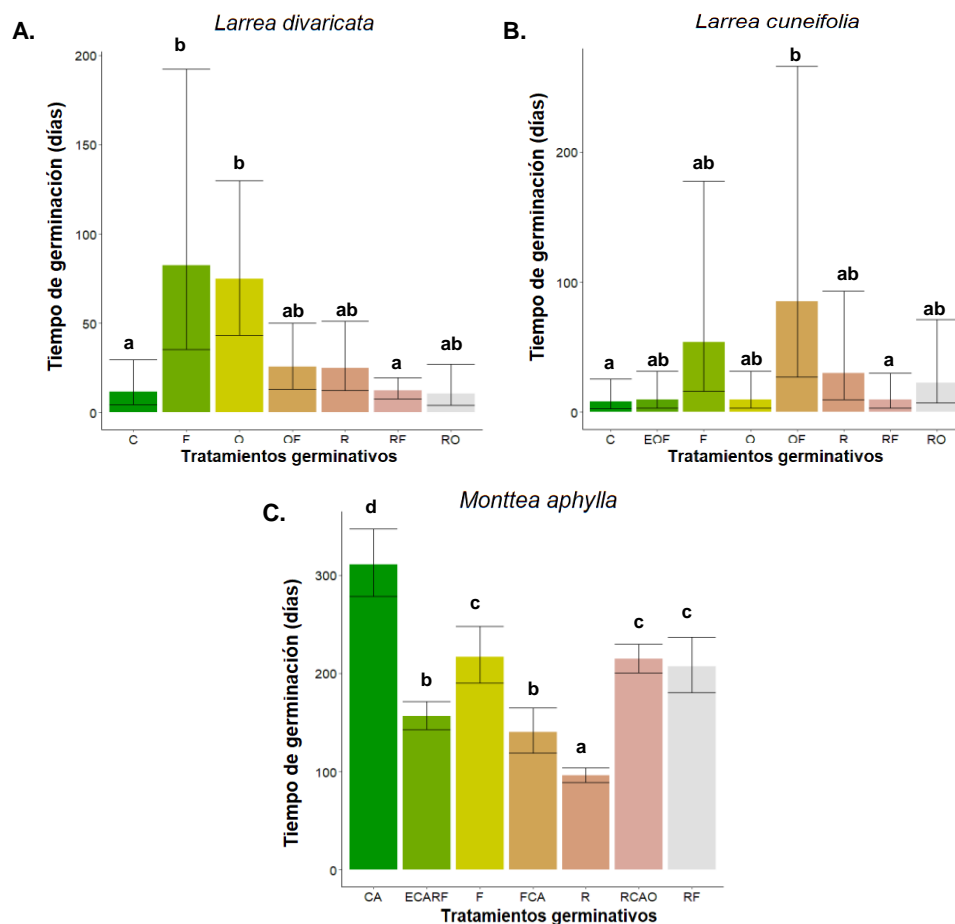 A.
Larrea divaricata
Tiempo de germinación (días)
200
150
100
50
0
b
b
ab
ab
a
a
ab
C F O OF R RF RO
Tratamientos germinativos
B.
Larrea cuneifolia
Tiempo de germinación (días)
200
100
0
b
ab
ab
ab
a
ab
ab
a
C EOF F O OF R RF RO
Tratamientos germinativos
C.
Monttea aphylla
Tiempo de germinación (días)
300
200
100
0
d
b
c
b
a
c
c
CA ECARF F FCA R RCAO RF
Tratamientos germinativos